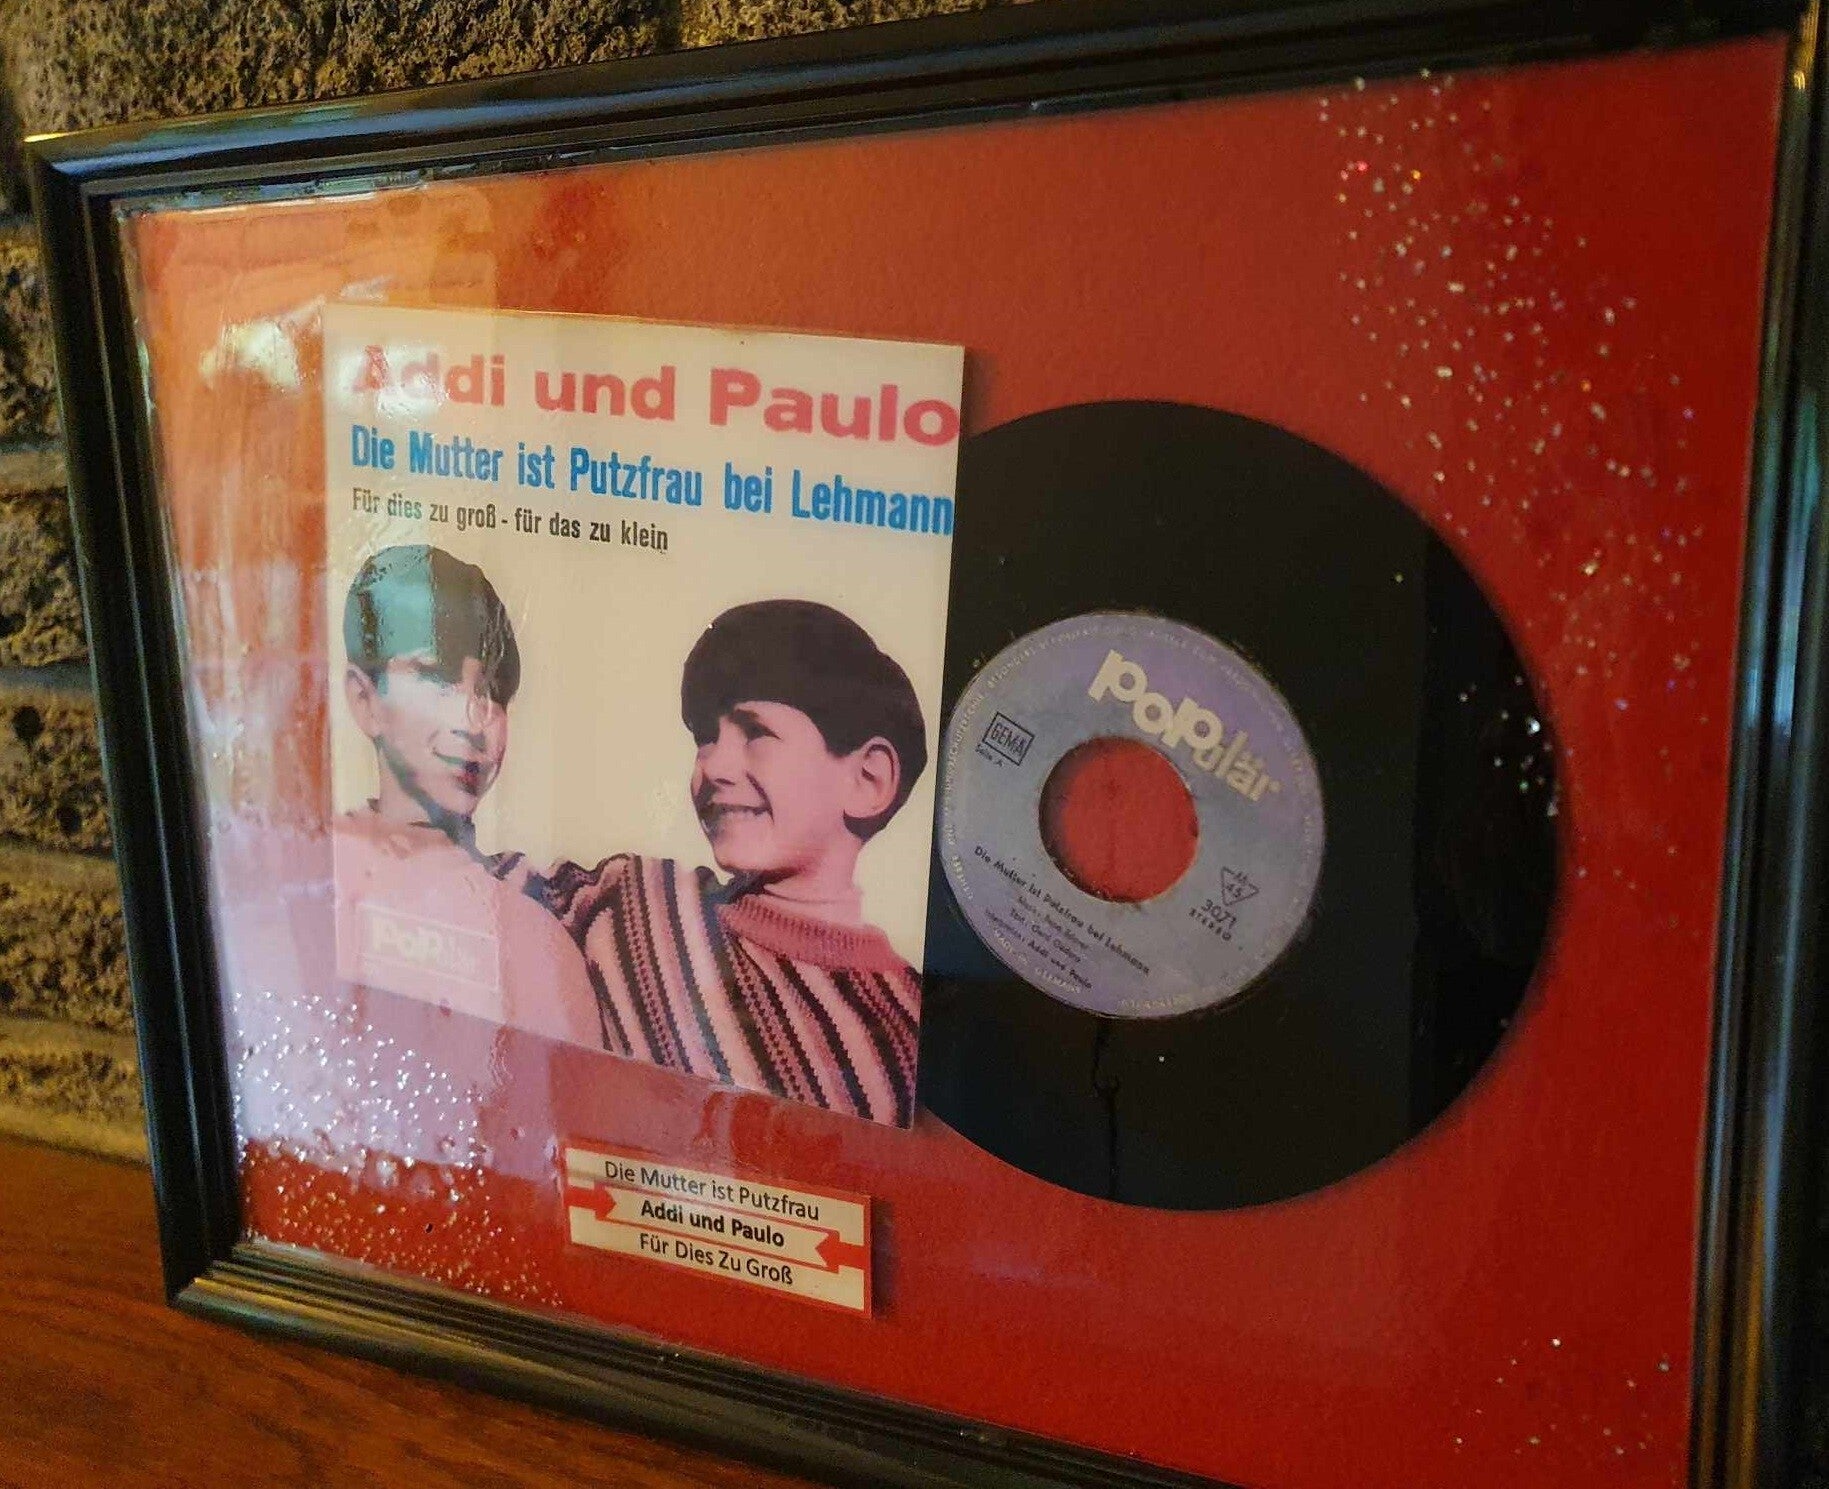 Addi und Paulo
Die Mutter ist Putzfrau bei Lehmann
Für dies zu groß - für das zu klein
PoPulär
PoPulär
GEMA
Seite A
45
3071
STEREO
Die Mutter ist Putzfrau bei Lehmann
Addi und Paulo
Die Mutter ist Putzfrau
Addi und Paulo
Für Dies Zu Groß